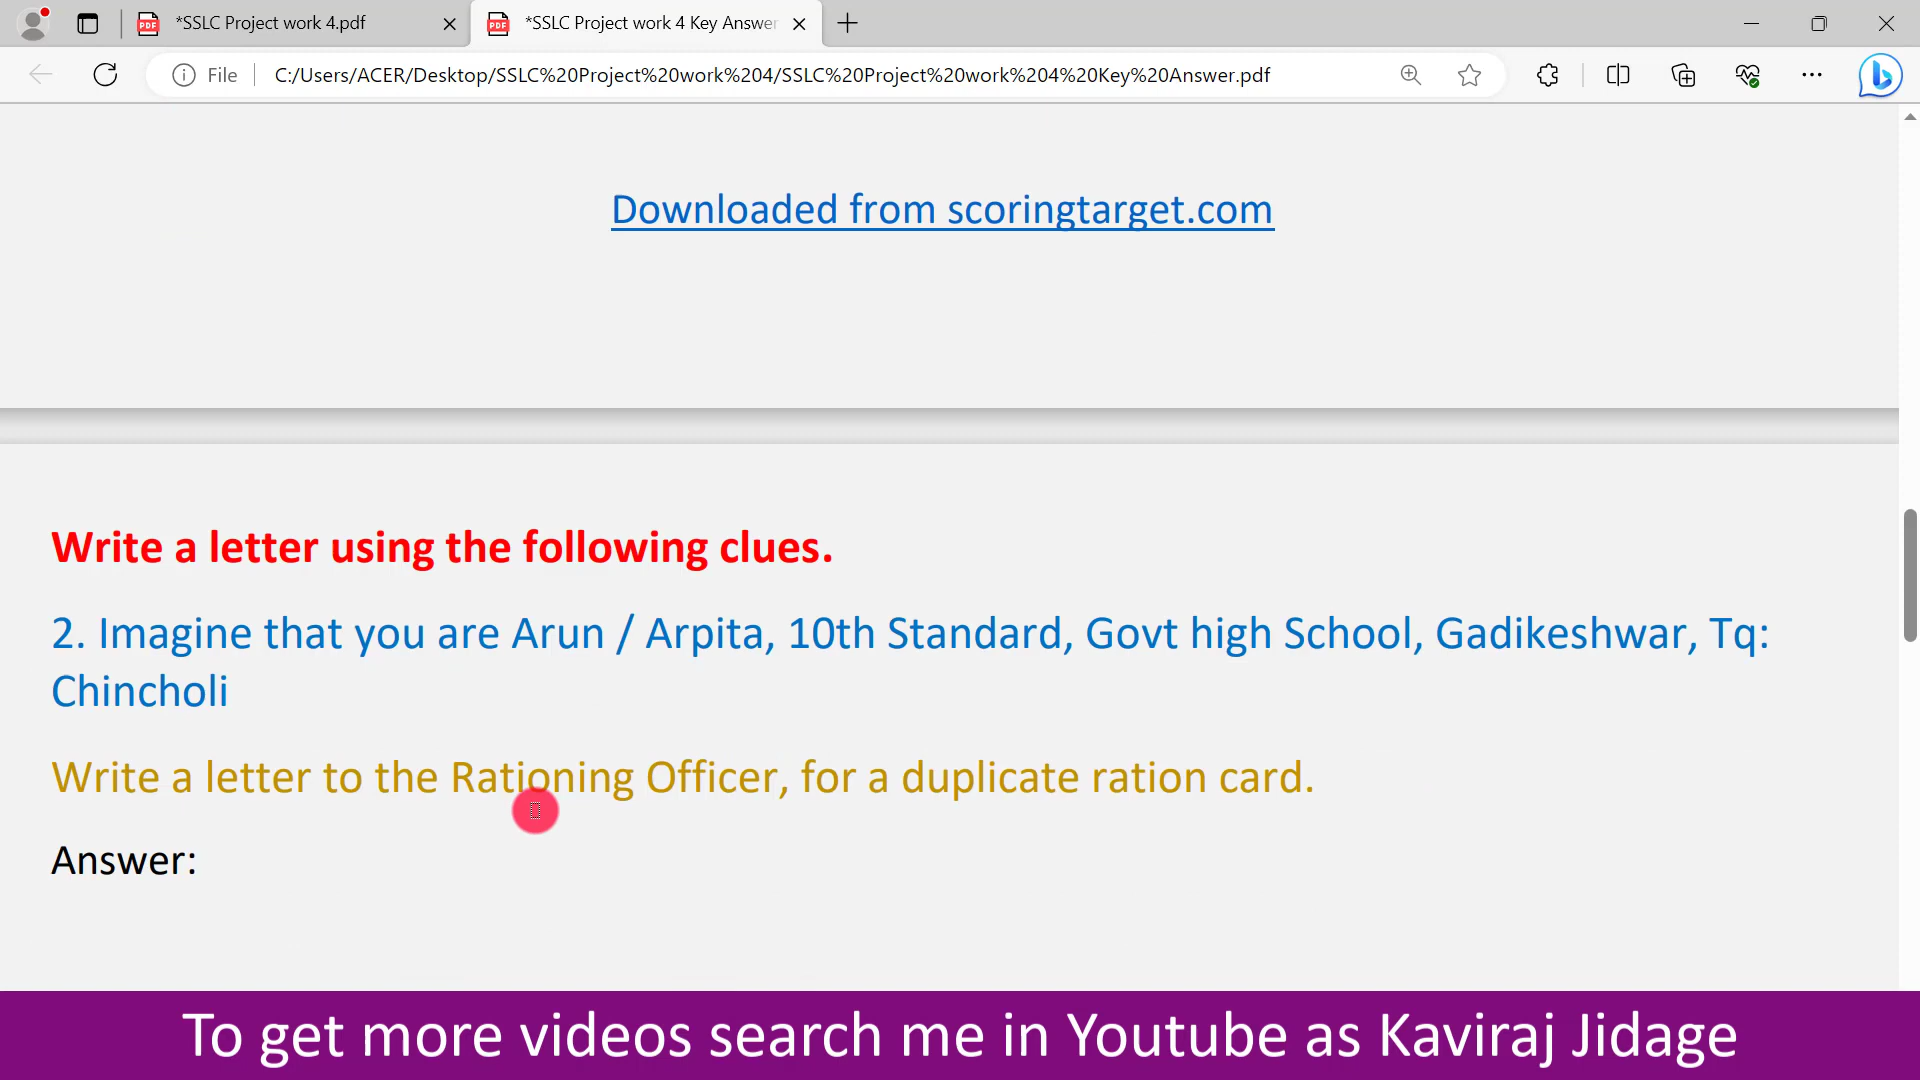 *SSLC Project work 4.pdf
*SSLC Project work 4 Key Answer
File
C:/Users/ACER/Desktop/SSLC%20Project%20work%204/SSLC%20Project%20work%204%20Key%20Answer.pdf
Downloaded from scoringtarget.com
Write a letter using the following clues.
2. Imagine that you are Arun / Arpita, 10th Standard, Govt high School, Gadikeshwar, Tq:
Chincholi
Write a letter to the Rationing Officer, for a duplicate ration card.
Answer:
To get more videos search me in Youtube as Kaviraj Jidage